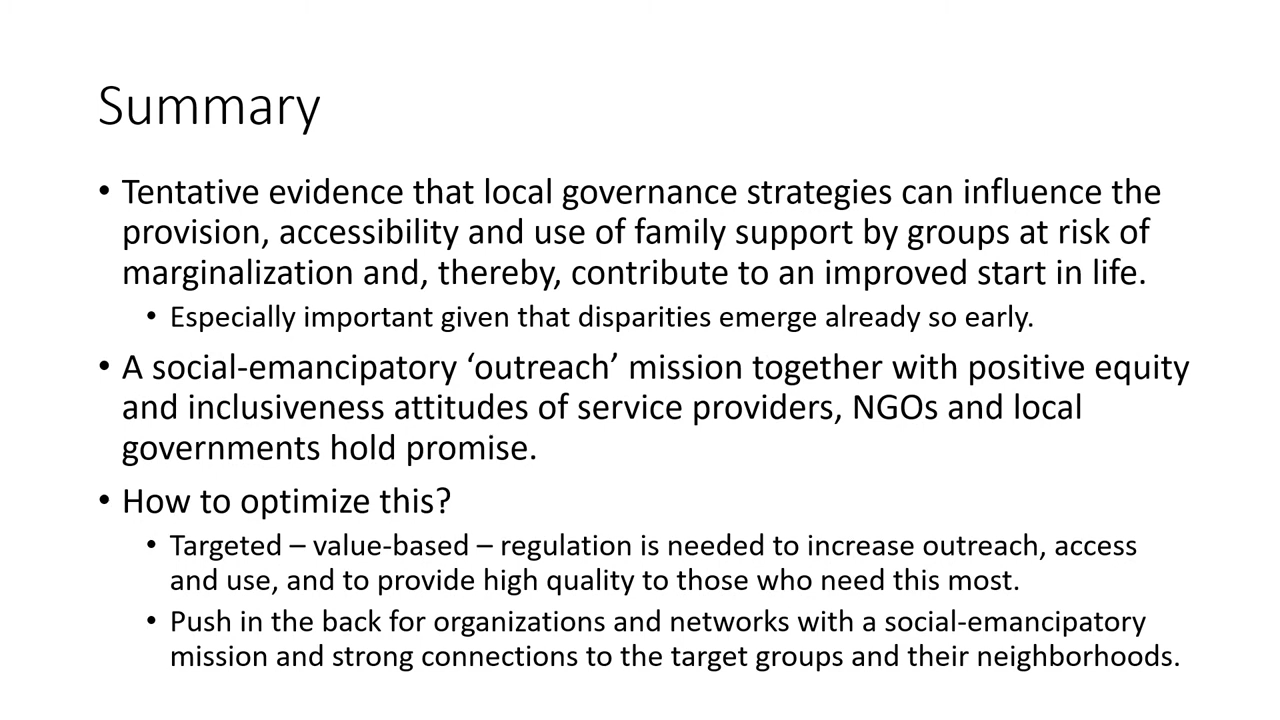 Summary
• Tentative evidence that local governance strategies can influence the
provision, accessibility and use of family support by groups at risk of
marginalization and, thereby, contribute to an improved start in life.
• Especially important given that disparities emerge already so early.
• A social-emancipatory ‘outreach’ mission together with positive equity
and inclusiveness attitudes of service providers, NGOs and local
governments hold promise.
• How to optimize this?
• Targeted – value-based – regulation is needed to increase outreach, access
and use, and to provide high quality to those who need this most.
• Push in the back for organizations and networks with a social-emancipatory
mission and strong connections to the target groups and their neighborhoods.